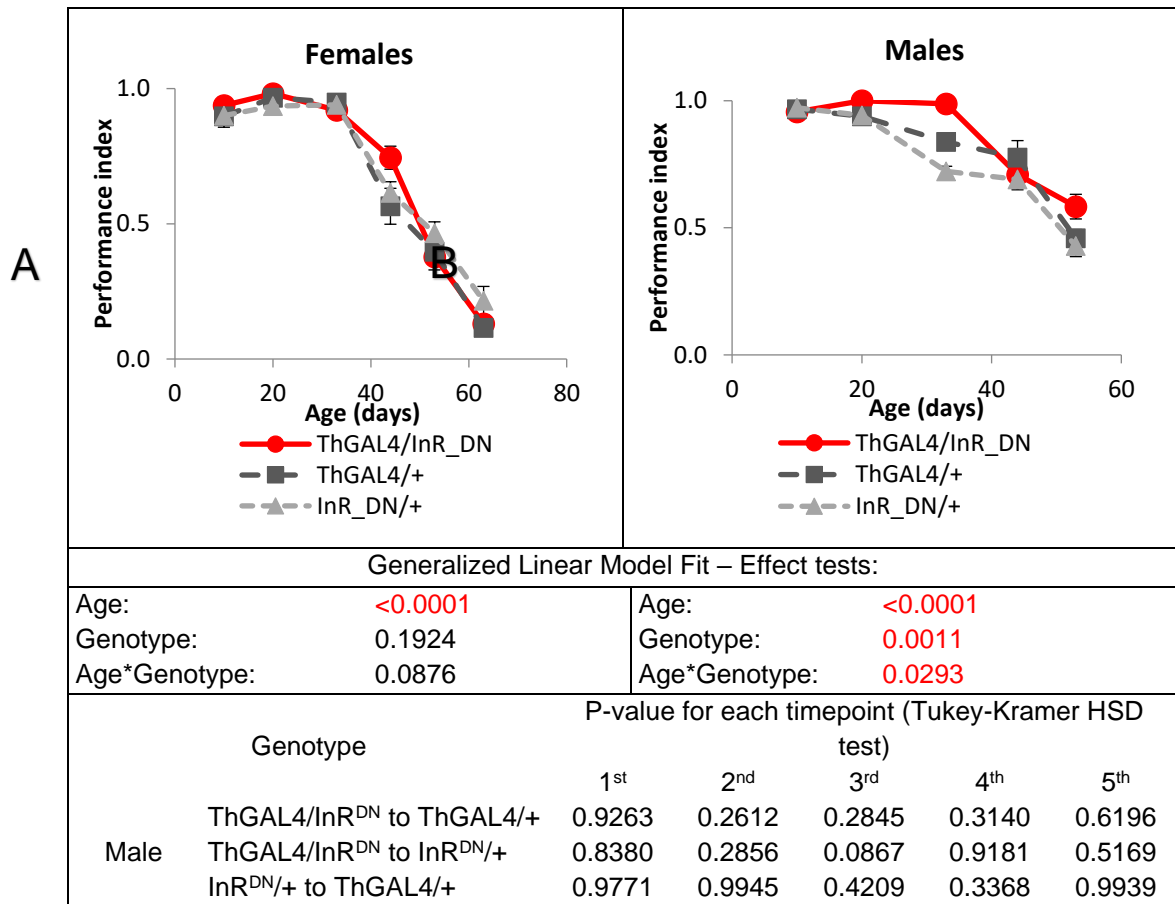 A
Females
Performance index
1.0
0.5
0.0
0 20 40 60 80
Age (days)
B
ThGAL4/InR_DN
ThGAL4/+
InR_DN/+
Males
Performance index
1.0
0.5
0.0
0 20 40 60
Age (days)
ThGAL4/InR_DN
ThGAL4/+
InR_DN/+
Generalized Linear Model Fit – Effect tests:
Age: <0.0001 Age: <0.0001
Genotype: 0.1924 Genotype: 0.0011
Age*Genotype: 0.0876 Age*Genotype: 0.0293
Genotype
P-value for each timepoint (Tukey-Kramer HSD
test)
1st 2nd 3rd 4th 5th
Male
ThGAL4/InRDN to ThGAL4/+ 0.9263 0.2612 0.2845 0.3140 0.6196
ThGAL4/InRDN to InRDN/+ 0.8380 0.2856 0.0867 0.9181 0.5169
InRDN/+ to ThGAL4/+ 0.9771 0.9945 0.4209 0.3368 0.9939